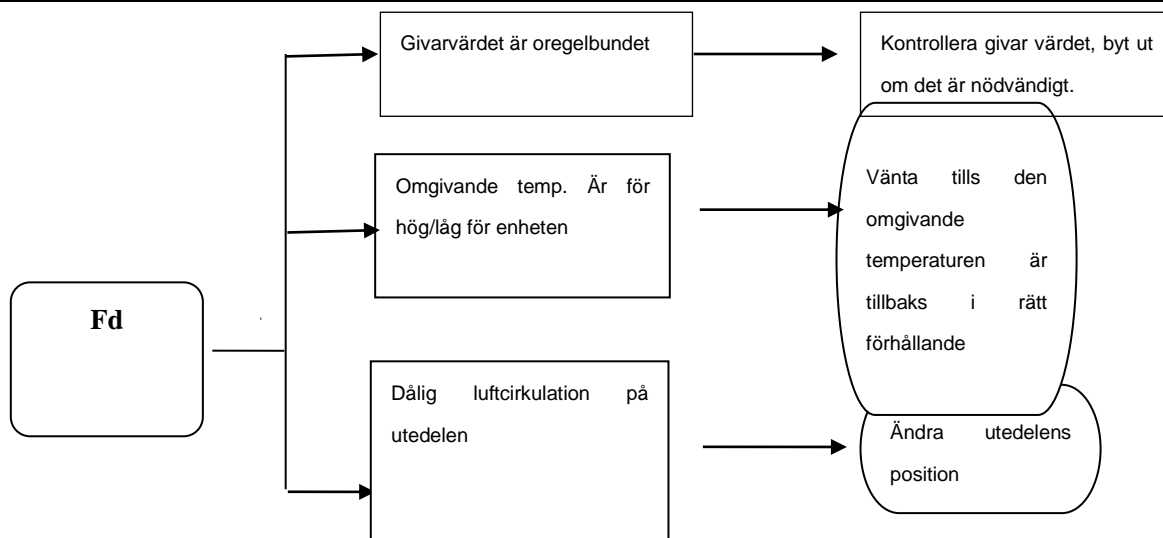 Givarvärdet är oregelbundet
Kontrollera givar värdet, byt ut
om det är nödvändigt.
Omgivande temp. Är för
hög/låg för enheten
Vänta tills den
omgivande
temperaturen är
tillbaks i rätt
förhållande
Fd
Dålig luftcirkulation på
utedelen
Ändra utedelens
position